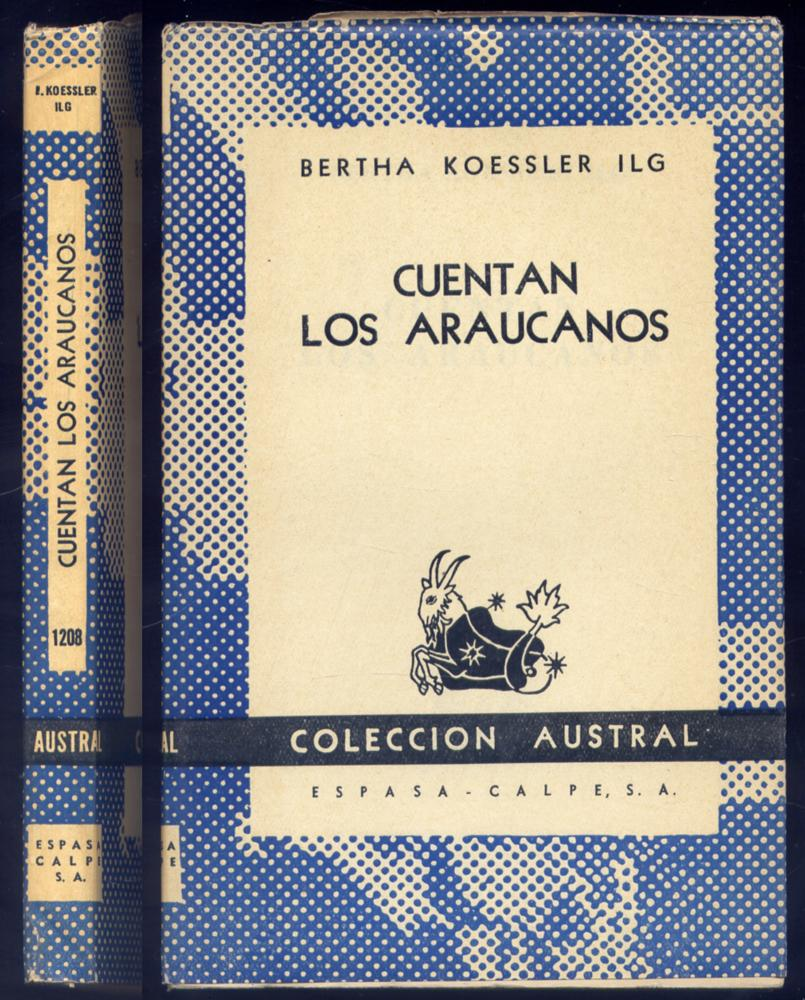 B. KOESSLER
ILG
CUENTAN LOS ARAUCANOS
1208
AUSTRAL
ESPASA
CALPE
S. A.
BERTHA KOESSLER ILG
CUENTAN
LOS ARAUCANOS
COLECCION AUSTRAL
ESPASA-CALPE, S. A.